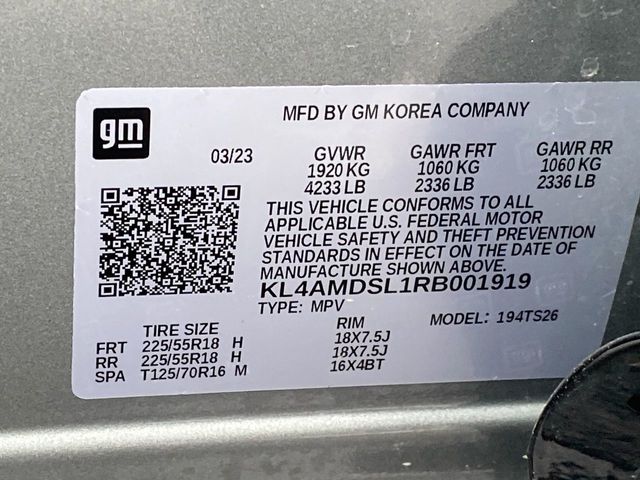 gm
MFD BY GM KOREA COMPANY
03/23 GVWR GAWR FRT GAWR RR
1920 KG 1060 KG 1060 KG
4233 LB 2336 LB 2336 LB
THIS VEHICLE CONFORMS TO ALL
APPLICABLE U.S. FEDERAL MOTOR
VEHICLE SAFETY AND THEFT PREVENTION
STANDARDS IN EFFECT ON THE DATE OF
MANUFACTURE SHOWN ABOVE.
KL4AMDSL1RB001919
TYPE: MPV MODEL: 194TS26
TIRE SIZE RIM
FRT 225/55R18 H 18X7.5J
RR 225/55R18 H 18X7.5J
SPA T125/70R16 M 16X4BT